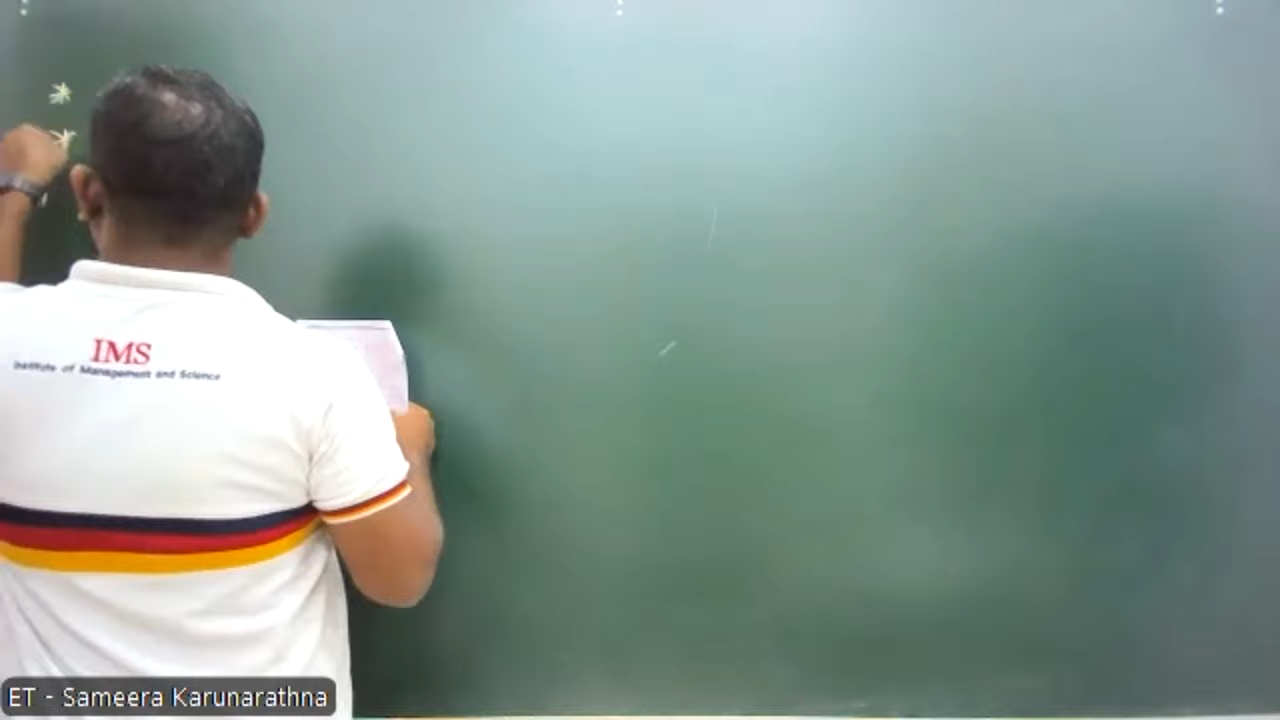 *
*
IMS
Institute of Management and Science
ET - Sameera Karunarathna